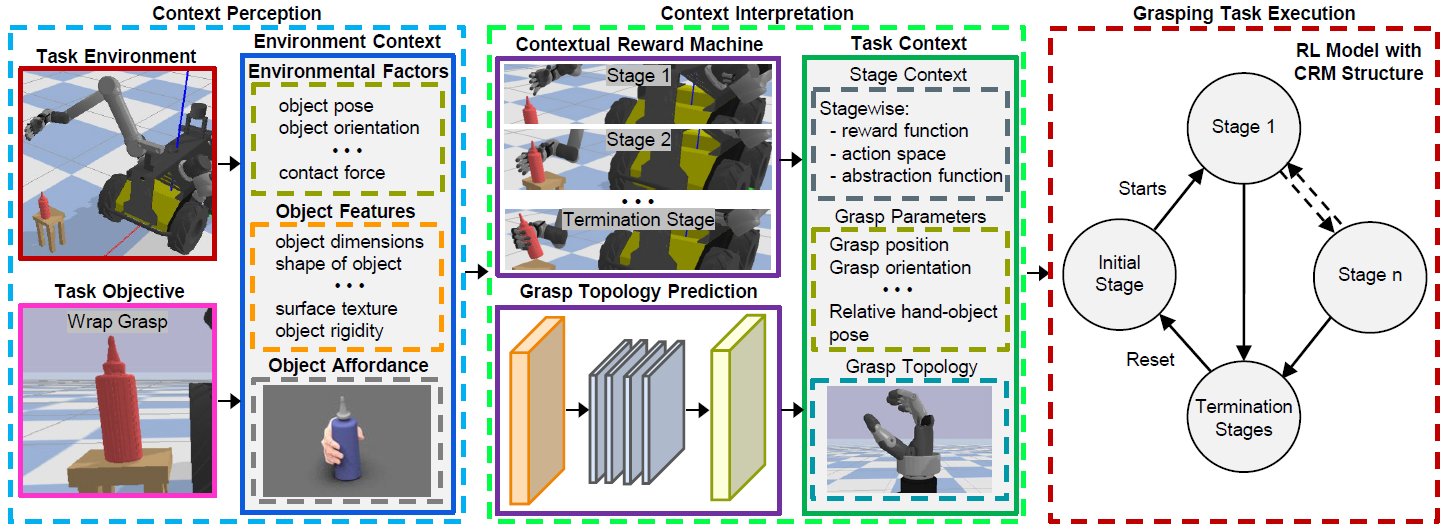 Context Perception
Task Environment
Task Objective
Wrap Grasp
Environment Context
Environmental Factors
object pose
object orientation
• • •
contact force
Object Features
object dimensions
shape of object
• • •
surface texture
object rigidity
Object Affordance
Context Interpretation
Contextual Reward Machine
Stage 1
Stage 2
• • •
Termination Stage
Grasp Topology Prediction
Task Context
Stage Context
Stagewise:
- reward function
- action space
- abstraction function
Grasp Parameters
Grasp position
Grasp orientation
• • •
Relative hand-object
pose
Grasp Topology
Grasping Task Execution
RL Model with
CRM Structure
Stage 1
Starts
Initial
Stage
Stage n
Reset
Termination
Stages